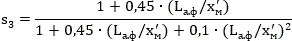 s₃ = (1 + 0,45 · (Lаф/x′м)) / (1 + 0,45 · (Lаф/x′м) + 0,1 · (Lаф/x′м)²)